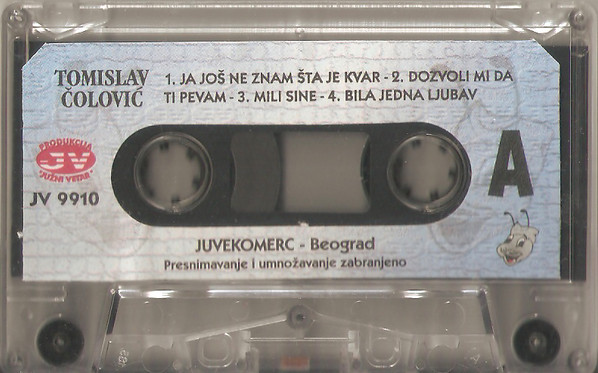 TOMISLAV
ČOLOVIĆ
1. JA JOŠ NE ZNAM ŠTA JE KVAR - 2. DOZVOLI MI DA
TI PEVAM - 3. MILI SINE - 4. BILA JEDNA LJUBAV
PRODUKCIJA
JV
"JUŽNI VETAR"
JV 9910
A
JUVEKOMERC - Beograd
Presnimavanje i umnožavanje zabranjeno